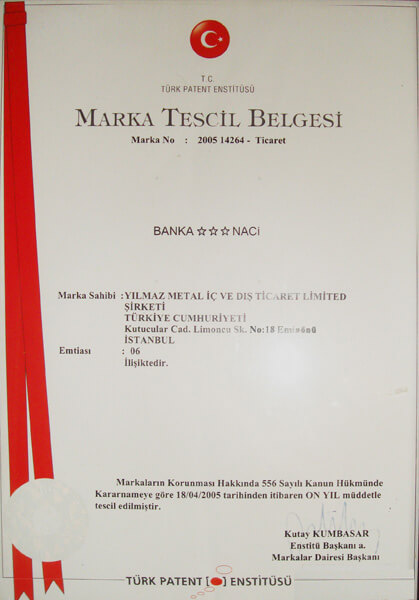 T.C.
TÜRK PATENT ENSTİTÜSÜ
MARKA TESCİL BELGESİ
Marka No : 2005 14264 - Ticaret
BANKA ☆☆☆ NACİ
Marka Sahibi : YILMAZ METAL İÇ VE DIŞ TİCARET LIMITED
ŞİRKETİ
TÜRKİYE CUMHURİYETİ
Kutucular Cad. Limoncu Sk. No:18 Eminönü
İSTANBUL
Emtiası : 06
İlişiktedir.
Markaların Korunması Hakkında 556 Sayılı Kanun Hükmünde
Kararnameye göre 18/04/2005 tarihinden itibaren ON YIL müddetle
tescil edilmiştir.
Kutay KUMBASAR
Enstitü Başkanı a.
Markalar Dairesi Başkanı
TÜRK PATENT [ ] ENSTİTÜSÜ